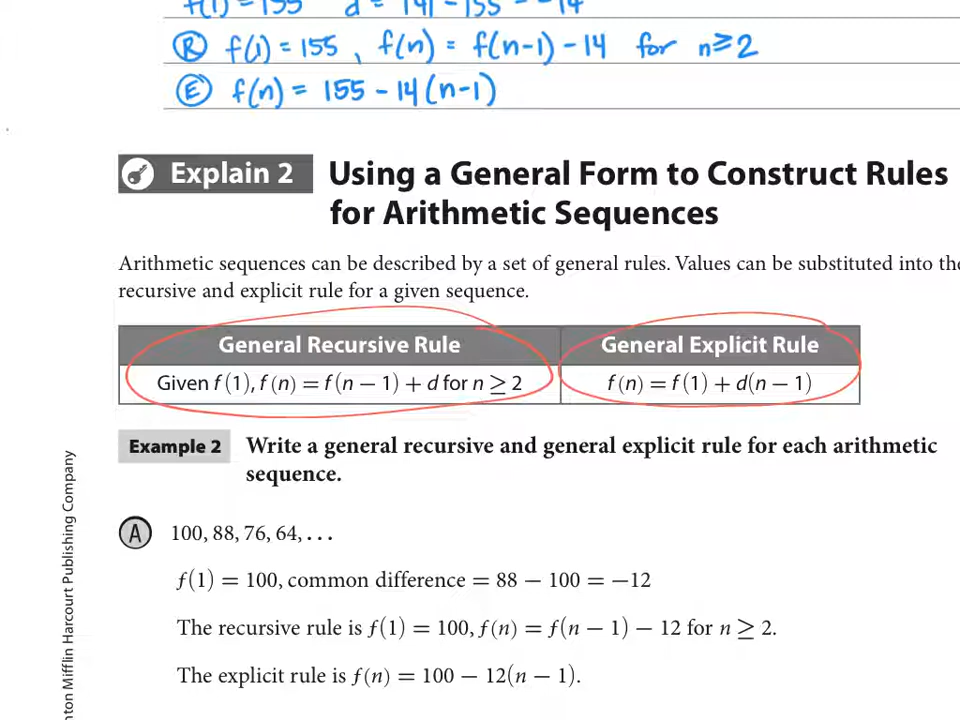 f(1) = 155 d = 141 - 155 = -14
Ⓡ f(1) = 155, f(n) = f(n-1) - 14 for n≥2
Ⓔ f(n) = 155 - 14(n-1)
Explain 2 Using a General Form to Construct Rules
for Arithmetic Sequences
Arithmetic sequences can be described by a set of general rules. Values can be substituted into the
recursive and explicit rule for a given sequence.
General Recursive Rule General Explicit Rule
Given f(1), f(n) = f(n − 1) + d for n ≥ 2 f(n) = f(1) + d(n − 1)
Example 2 Write a general recursive and general explicit rule for each arithmetic
sequence.
Ⓐ 100, 88, 76, 64, . . .
f(1) = 100, common difference = 88 − 100 = −12
The recursive rule is f(1) = 100, f(n) = f(n − 1) − 12 for n ≥ 2.
The explicit rule is f(n) = 100 − 12(n − 1).
nton Mifflin Harcourt Publishing Company